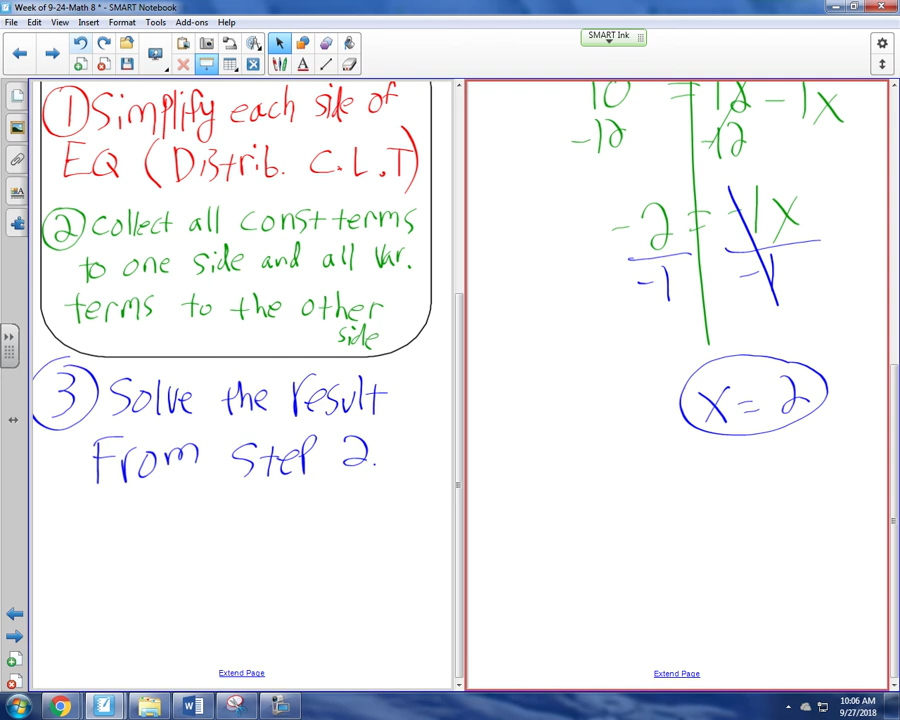 Week of 9-24-Math 8 * - SMART Notebook
File Edit View Insert Format Tools Add-ons Help
SMART Ink
① Simplify each side of
EQ (Distrib. C.L.T)
② Collect all const terms
to one side and all var.
terms to the other
side
③ Solve the result
From Step 2.
Extend Page
10 = 12 - 1x
-12 -12
-2 = -1x
-1 -1
x = 2
Extend Page
10:06 AM
9/27/2018